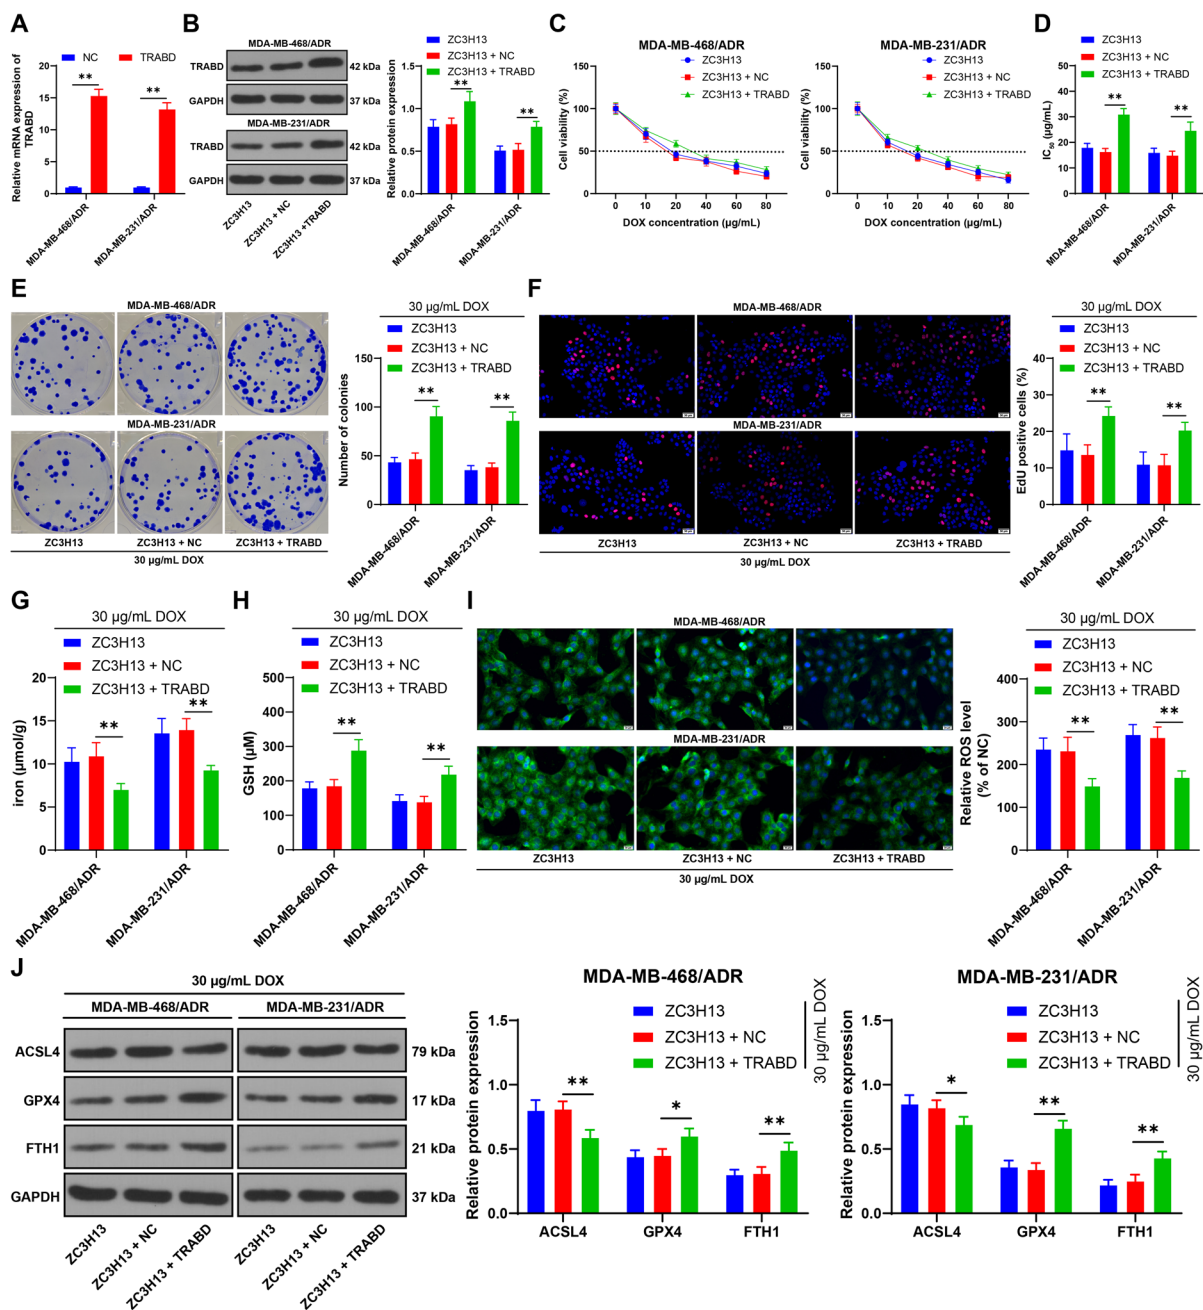 A
NC TRABD
Relative mRNA expression of
TRABD
20
15
10
5
0
** **
MDA-MB-468/ADR
MDA-MB-231/ADR
B
MDA-MB-468/ADR
TRABD 42 kDa
GAPDH 37 kDa
MDA-MB-231/ADR
TRABD 42 kDa
GAPDH 37 kDa
ZC3H13
ZC3H13 + NC
ZC3H13 +TRABD
ZC3H13
ZC3H13 + NC
ZC3H13 + TRABD
Relative protein expression
1.5
1.0
0.5
0.0
** **
MDA-MB-468/ADR
MDA-MB-231/ADR
C
MDA-MB-468/ADR
ZC3H13
ZC3H13 + NC
ZC3H13 + TRABD
Cell viability (%)
150
100
50
0
0 10 20 40 60 80
DOX concentration (µg/mL)
MDA-MB-231/ADR
ZC3H13
ZC3H13 + NC
ZC3H13 + TRABD
Cell viability (%)
150
100
50
0
0 10 20 40 60 80
DOX concentration (µg/mL)
D
ZC3H13
ZC3H13 + NC
ZC3H13 + TRABD
IC50 (µg/mL)
50
40
30
20
10
0
** **
MDA-MB-468/ADR
MDA-MB-231/ADR
E
MDA-MB-468/ADR
MDA-MB-231/ADR
ZC3H13 ZC3H13 + NC ZC3H13 + TRABD
30 µg/mL DOX
30 µg/mL DOX
ZC3H13
ZC3H13 + NC
ZC3H13 + TRABD
Number of colonies
150
100
50
0
** **
MDA-MB-468/ADR
MDA-MB-231/ADR
F
MDA-MB-468/ADR
MDA-MB-231/ADR
ZC3H13 ZC3H13 + NC ZC3H13 + TRABD
30 µg/mL DOX
30 µg/mL DOX
ZC3H13
ZC3H13 + NC
ZC3H13 + TRABD
EdU positive cells (%)
40
30
20
10
0
** **
MDA-MB-468/ADR
MDA-MB-231/ADR
G
30 µg/mL DOX
ZC3H13
ZC3H13 + NC
ZC3H13 + TRABD
iron (µmol/g)
20
15
10
5
0
** **
MDA-MB-468/ADR
MDA-MB-231/ADR
H
30 µg/mL DOX
ZC3H13
ZC3H13 + NC
ZC3H13 + TRABD
GSH (µM)
500
400
300
200
100
0
** **
MDA-MB-468/ADR
MDA-MB-231/ADR
I
MDA-MB-468/ADR
MDA-MB-231/ADR
ZC3H13 ZC3H13 + NC ZC3H13 + TRABD
30 µg/mL DOX
30 µg/mL DOX
ZC3H13
ZC3H13 + NC
ZC3H13 + TRABD
Relative ROS level
(% of NC)
400
300
200
100
0
** **
MDA-MB-468/ADR
MDA-MB-231/ADR
J
30 µg/mL DOX
MDA-MB-468/ADR MDA-MB-231/ADR
ACSL4 79 kDa
GPX4 17 kDa
FTH1 21 kDa
GAPDH 37 kDa
ZC3H13
ZC3H13 + NC
ZC3H13 + TRABD
ZC3H13
ZC3H13 + NC
ZC3H13 + TRABD
MDA-MB-468/ADR
ZC3H13
ZC3H13 + NC
ZC3H13 + TRABD
30 µg/mL DOX
Relative protein expression
1.5
1.0
0.5
0.0
** * **
ACSL4 GPX4 FTH1
MDA-MB-231/ADR
ZC3H13
ZC3H13 + NC
ZC3H13 + TRABD
30 µg/mL DOX
Relative protein expression
1.5
1.0
0.5
0.0
* ** **
ACSL4 GPX4 FTH1